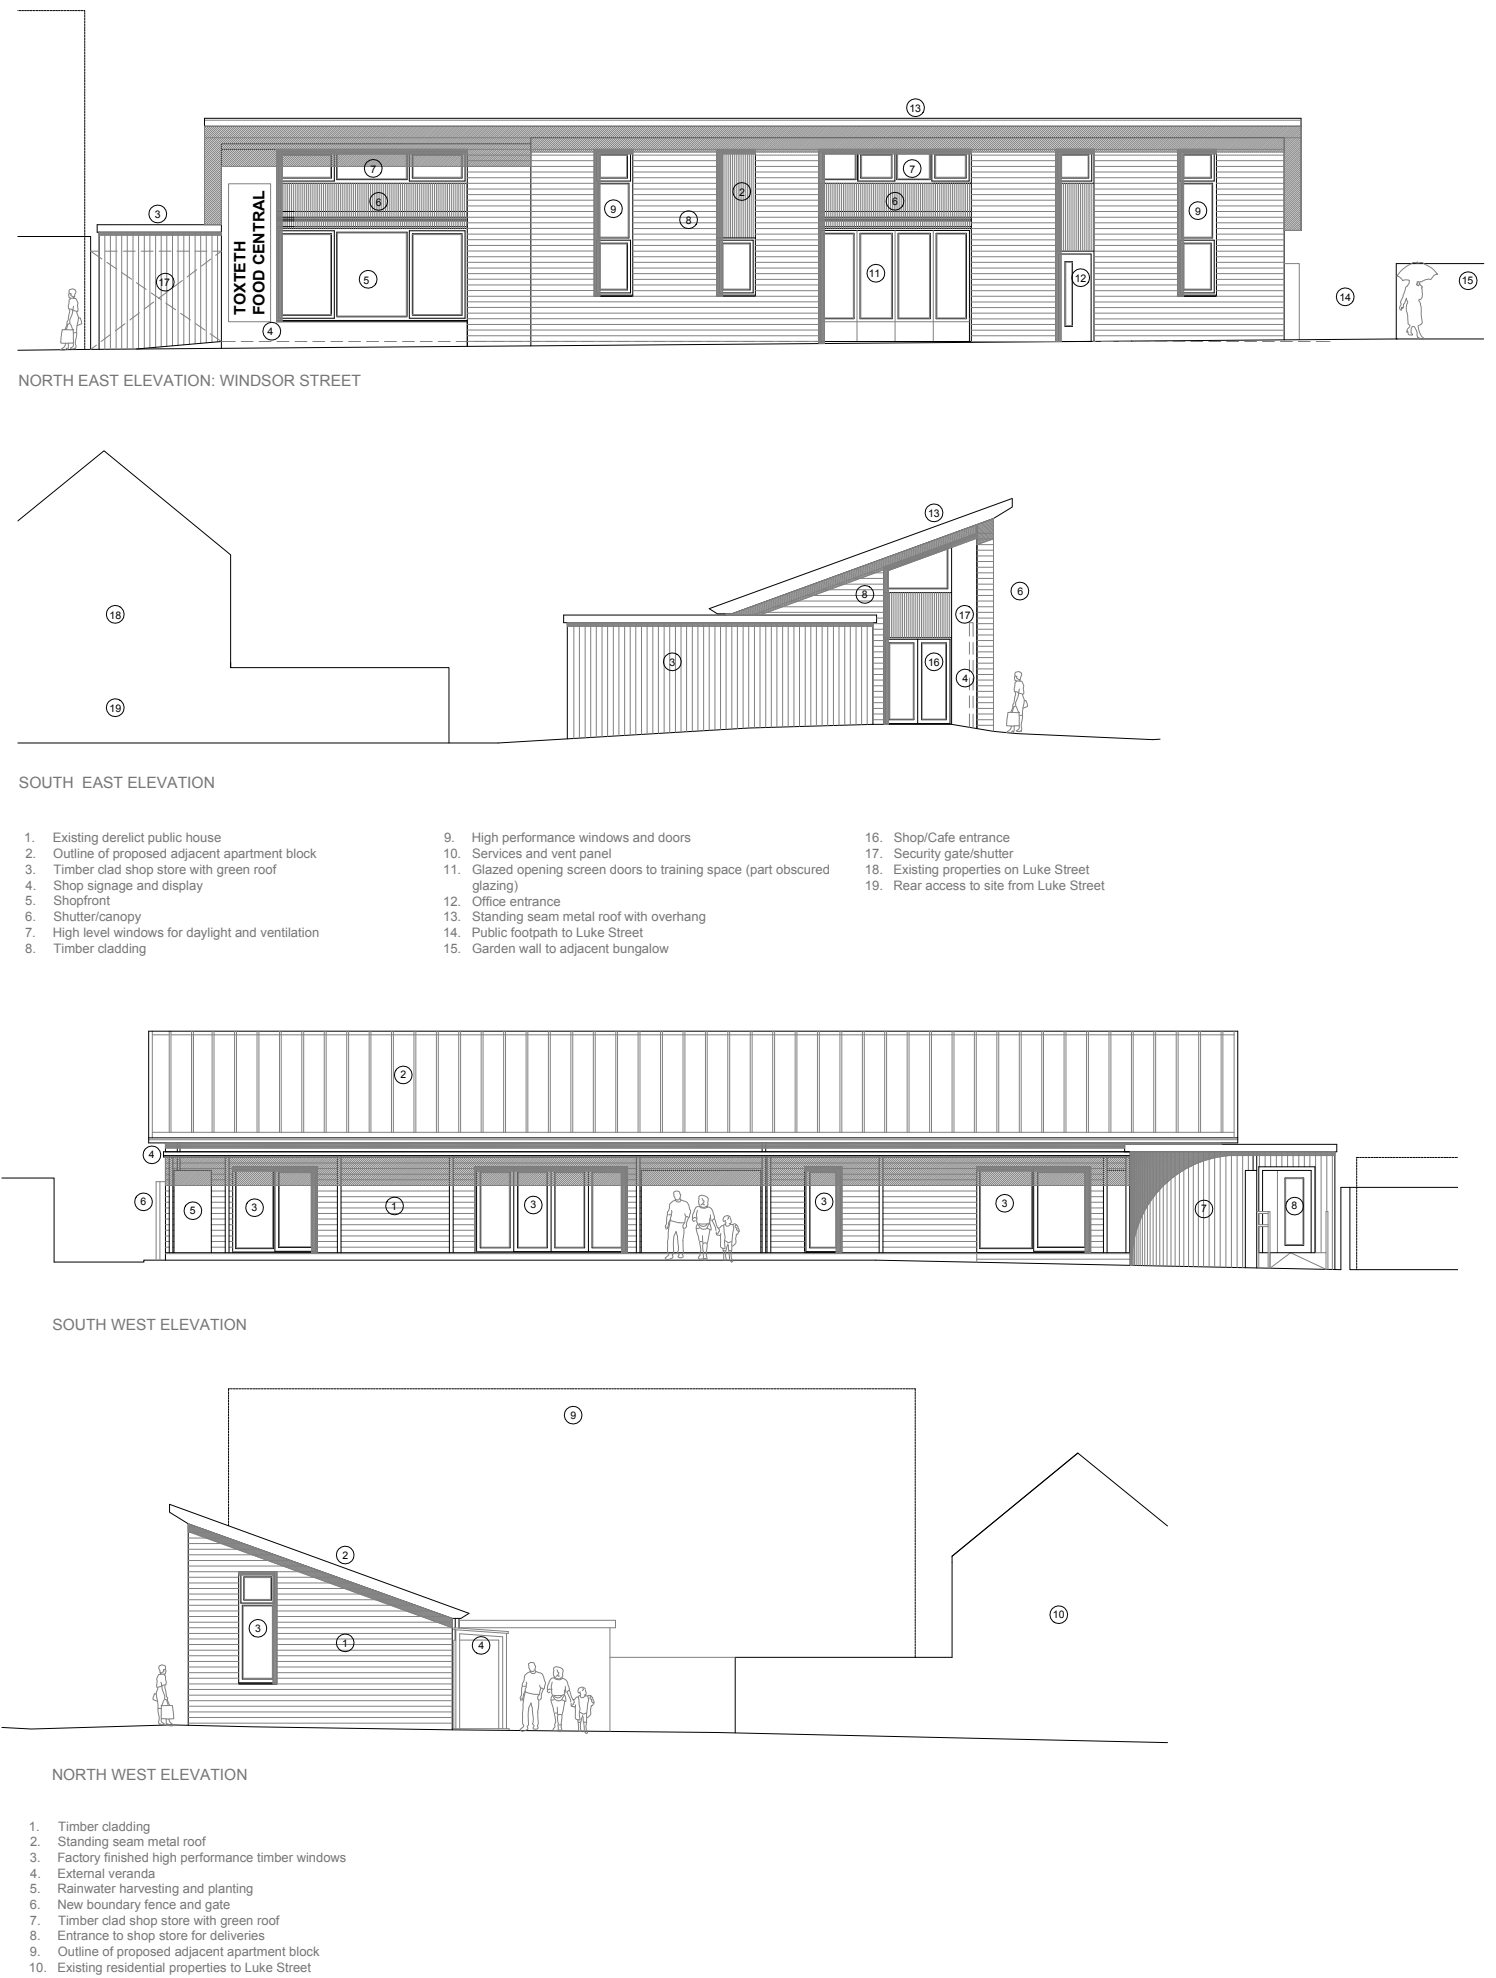 13
7
7
2
6
6
9
9
8
3
TOXTETH
FOOD CENTRAL
17
5
11
12
14
15
4
NORTH EAST ELEVATION: WINDSOR STREET
13
8
6
18
17
3
16
4
19
SOUTH EAST ELEVATION
1. Existing derelict public house
2. Outline of proposed adjacent apartment block
3. Timber clad shop store with green roof
4. Shop signage and display
5. Shopfront
6. Shutter/canopy
7. High level windows for daylight and ventilation
8. Timber cladding
9. High performance windows and doors
10. Services and vent panel
11. Glazed opening screen doors to training space (part obscured
glazing)
12. Office entrance
13. Standing seam metal roof with overhang
14. Public footpath to Luke Street
15. Garden wall to adjacent bungalow
16. Shop/Cafe entrance
17. Security gate/shutter
18. Existing properties on Luke Street
19. Rear access to site from Luke Street
2
4
6
5
3
1
3
3
3
7
8
SOUTH WEST ELEVATION
9
2
10
3
1
4
NORTH WEST ELEVATION
1. Timber cladding
2. Standing seam metal roof
3. Factory finished high performance timber windows
4. External veranda
5. Rainwater harvesting and planting
6. New boundary fence and gate
7. Timber clad shop store with green roof
8. Entrance to shop store for deliveries
9. Outline of proposed adjacent apartment block
10. Existing residential properties to Luke Street